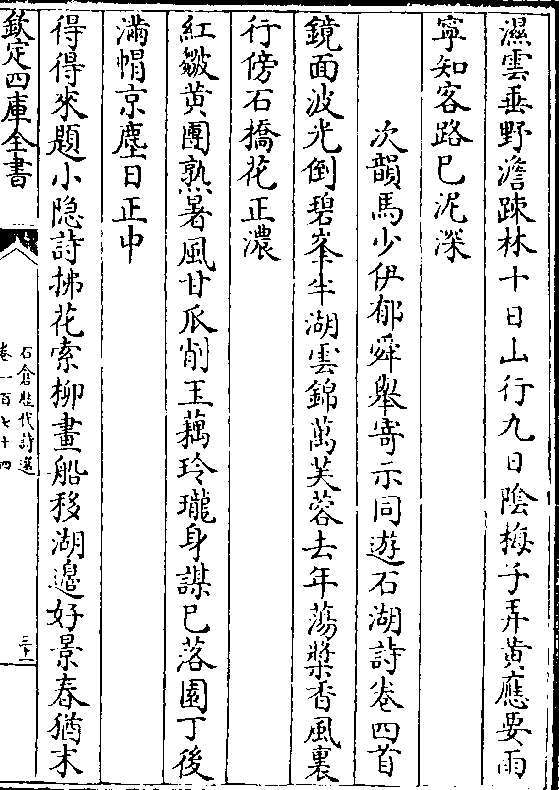 濕雲垂野澹疎林十日山行九日陰梅子弄黄應要雨
寧知客路已泥深
次韻馬少伊郁舜舉寄示同遊石湖詩卷四首
鏡面波光倒碧峯半湖雲錦萬芙蓉去年蕩槳香風裏
行傍石橋花正濃
紅皺黄團熟暑風甘瓜削玉藕玲瓏身謀已落園丁後
滿帽京塵日正中
得得來題小隠詩拂花索柳畫船移湖邉好景春猶未
欽定四庫全書
石倉歴代詩選
卷一百七十四
三十一